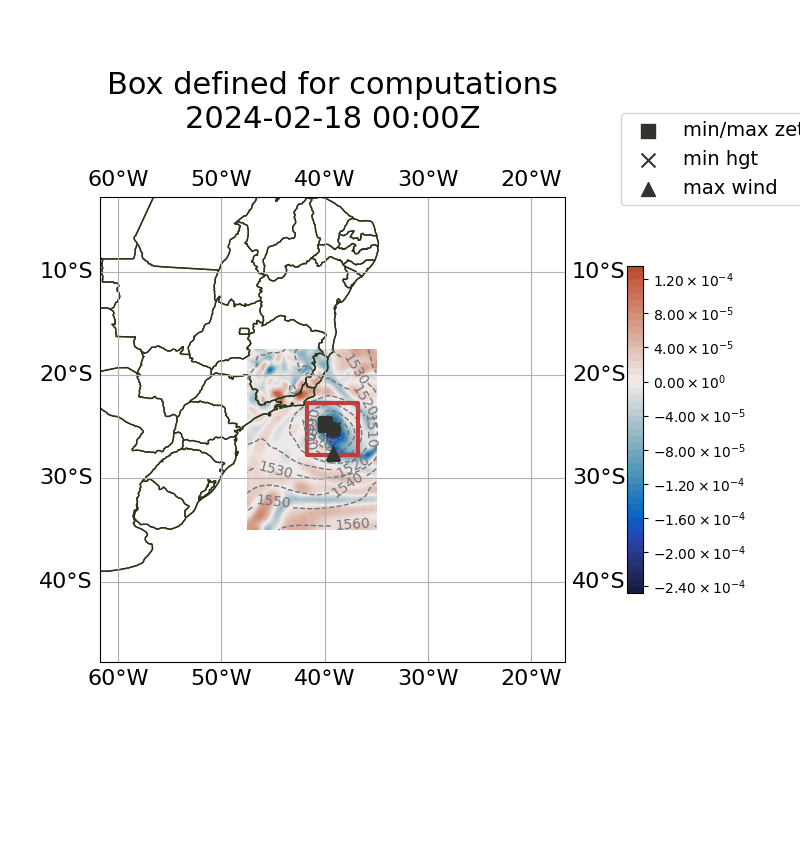 Box defined for computations
2024-02-18 00:00Z
min/max zet
min hgt
max wind
60°W 50°W 40°W 30°W 20°W
10°S 10°S
20°S 20°S
30°S 30°S
40°S 40°S
60°W 50°W 40°W 30°W 20°W
1530
1520
1510
1530
1520
1540
1550
1560
1.20 × 10⁻⁴
8.00 × 10⁻⁵
4.00 × 10⁻⁵
0.00 × 10⁰
−4.00 × 10⁻⁵
−8.00 × 10⁻⁵
−1.20 × 10⁻⁴
−1.60 × 10⁻⁴
−2.00 × 10⁻⁴
−2.40 × 10⁻⁴